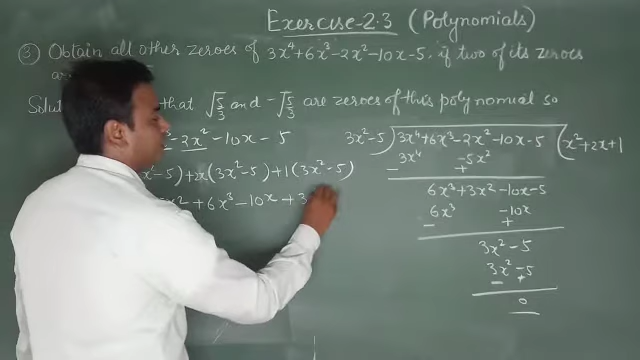 Exercise-2.3 (Polynomials)
③ Obtain all other zeroes of 3x⁴+6x³-2x²-10x-5, if two of its zeroes
that √5/3 and -√5/3 are zeroes of this polynomial so
-2x²-10x-5
-5)+2x(3x²-5)+1(3x²-5)
x²+6x³-10x+3
3x²-5) 3x⁴+6x³-2x²-10x-5 (x²+2x+1
3x⁴ -5x²
- +
6x³+3x²-10x-5
6x³ -10x
- +
3x²-5
3x²-5
- +
0